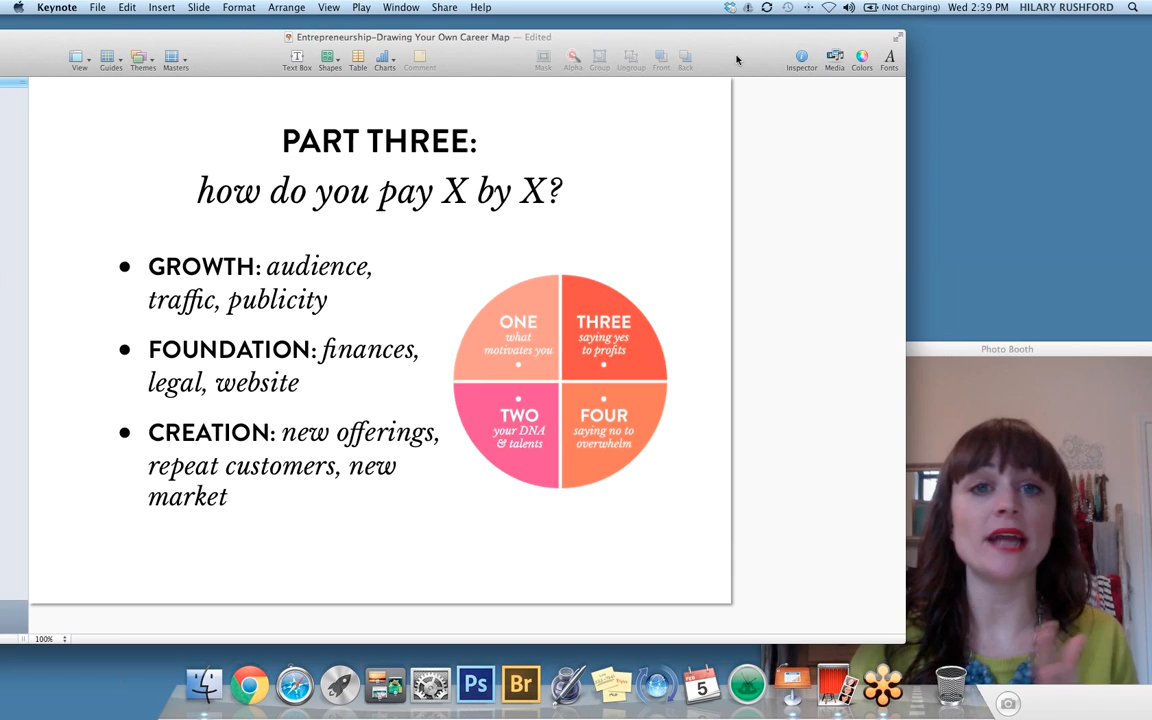 Keynote File Edit Insert Slide Format Arrange View Play Window Share Help (Not Charging) Wed 2:39 PM HILARY RUSHFORD
Entrepreneurship–Drawing Your Own Career Map — Edited
View Guides Themes Masters Text Box Shapes Table Charts Comment Mask Alpha Group Ungroup Front Back Inspector Media Colors Fonts
PART THREE:
how do you pay X by X?
• GROWTH: audience,
traffic, publicity
• FOUNDATION: finances,
legal, website
• CREATION: new offerings,
repeat customers, new
market
ONE
what
motivates you
THREE
saying yes
to profits
TWO
your DNA
& talents
FOUR
saying no to
overwhelm
Photo Booth
100%
Ps
Br
FEB
5